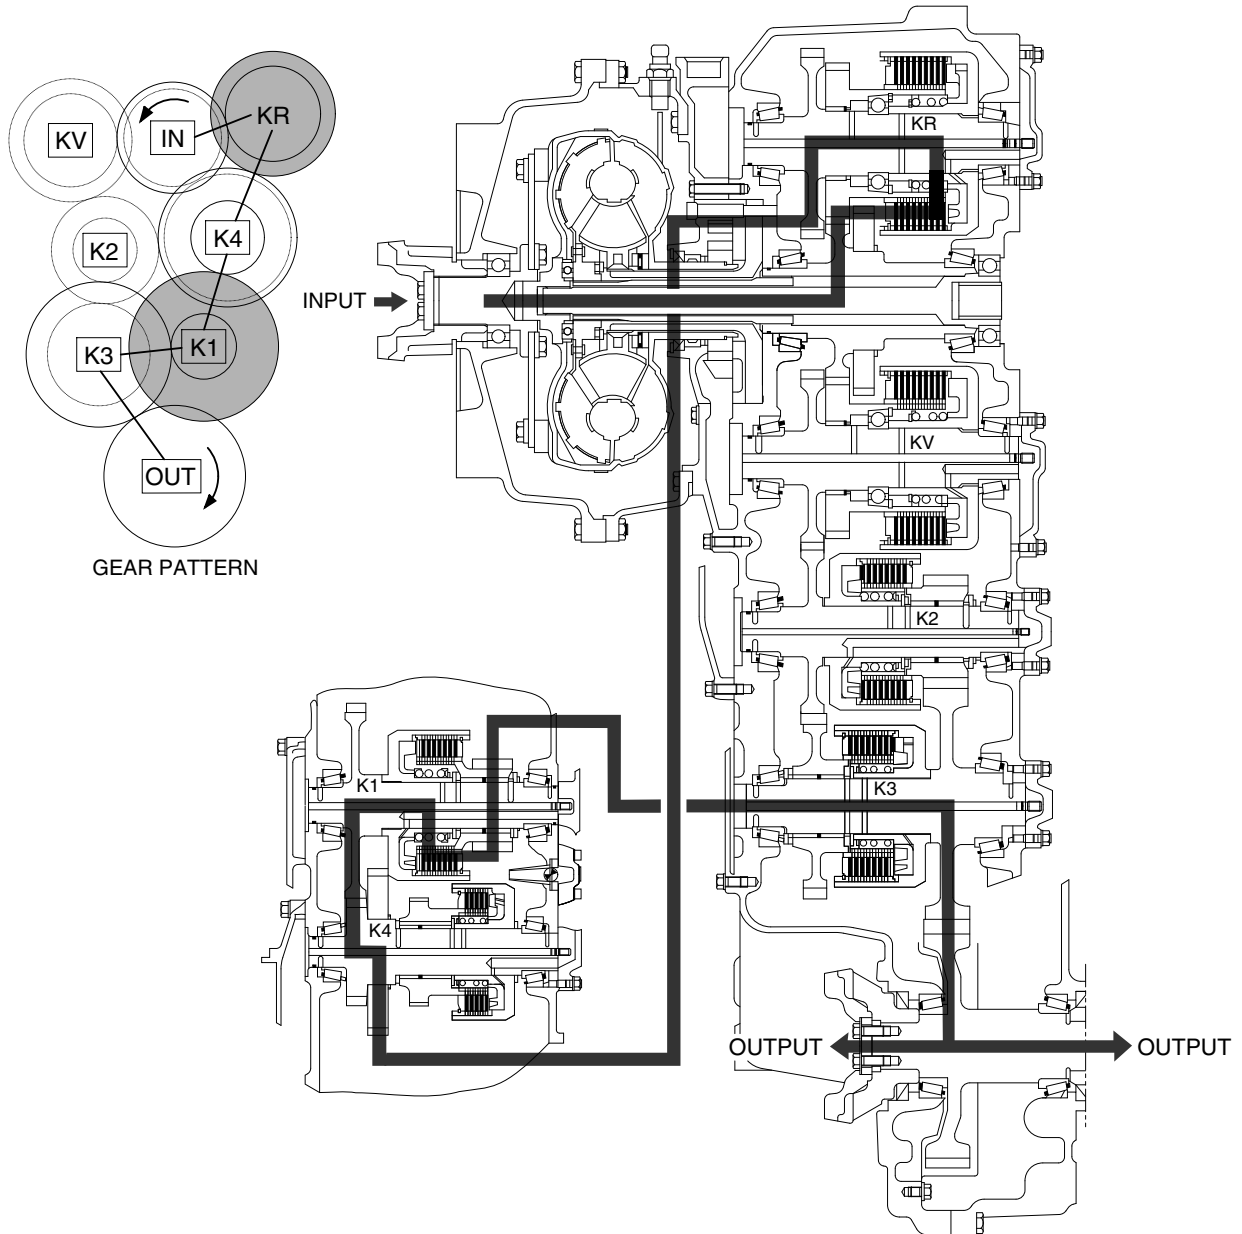 KV
IN
KR
K2
K4
K3
K1
OUT
GEAR PATTERN
INPUT
KR
KV
K2
K3
K1
K4
OUTPUT
OUTPUT